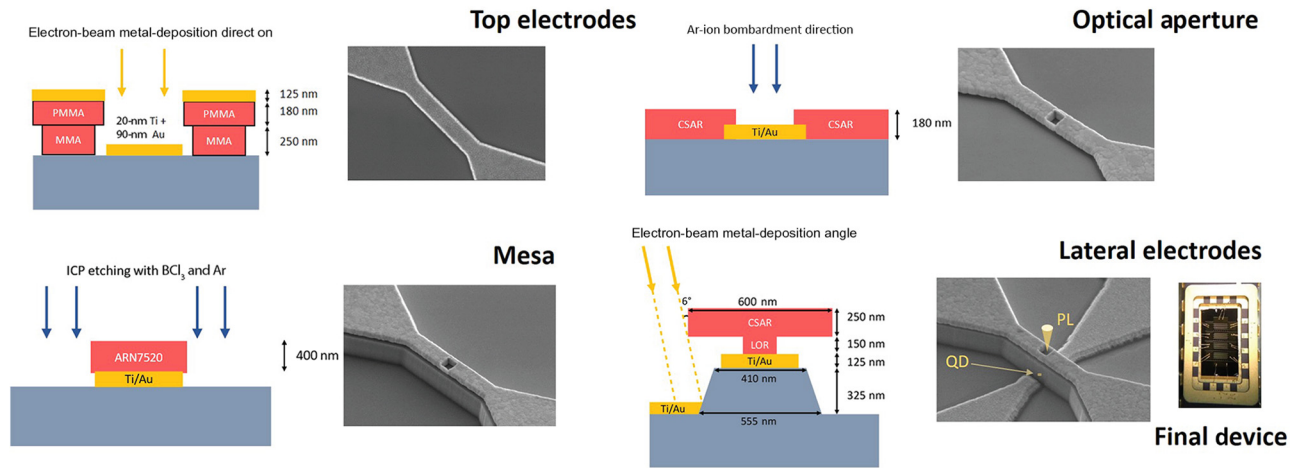 Top electrodes
Electron-beam metal-deposition direct on
PMMA
PMMA
MMA
MMA
20-nm Ti +
90-nm Au
125 nm
180 nm
250 nm
Optical aperture
Ar-ion bombardment direction
CSAR
CSAR
Ti/Au
180 nm
Mesa
ICP etching with BCl₃ and Ar
ARN7520
Ti/Au
400 nm
Electron-beam metal-deposition angle
6°
600 nm
CSAR
LOR
Ti/Au
410 nm
Ti/Au
555 nm
250 nm
150 nm
125 nm
325 nm
Lateral electrodes
PL
QD
Final device